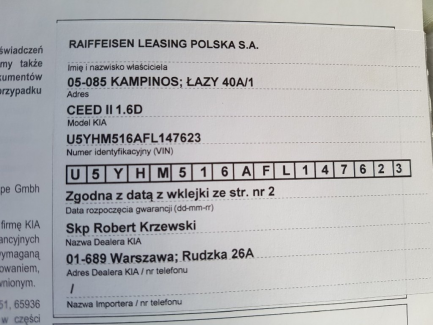 RAIFFEISEN LEASING POLSKA S.A.
Imię i nazwisko właściciela
05-085 KAMPINOS; ŁAZY 40A/1
Adres
CEED II 1.6D
Model KIA
U5YHM516AFL147623
Numer identyfikacyjny (VIN)
U 5 Y H M 5 1 6 A F L 1 4 7 6 2 3
Zgodna z datą z wklejki ze str. nr 2
Data rozpoczęcia gwarancji (dd-mm-rr)
Skp Robert Krzewski
Nazwa Dealera KIA
01-689 Warszawa; Rudzka 26A
Adres Dealera KIA / nr telefonu
/
Nazwa Importera / nr telefonu
świadczeń
my także
kumentów
przypadku
pe Gmbh
firmę KIA
ancyjnych
wymaganą
owaniem,
wnionym.
51, 65936
w części